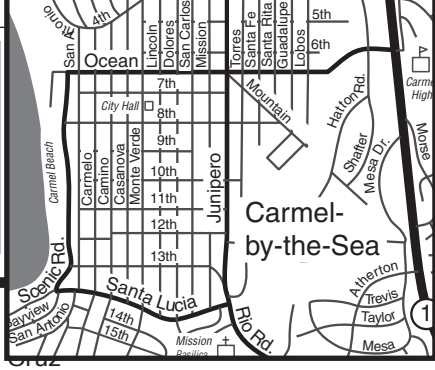 4th
5th
6th
San A
Lincoln
Dolores
San Carlos
Mission
Torres
Santa Fe
Santa Rita
Guadalupe
Lobos
Ocean
7th
City Hall
8th
9th
10th
11th
12th
13th
Mountain
Hatton Rd.
Shafter
Mesa Dr.
Morse
Carme
High
Carmel Beach
Carmelo
Camino
Casanova
Monte Verde
Junipero
Carmel-
by-the-Sea
Scenic Rd.
Santa Lucia
Bayview
San Antonio
14th
15th
Mission
Basilica
Rio Rd.
Atherton
Trevis
Taylor
Mesa
1
Cruz